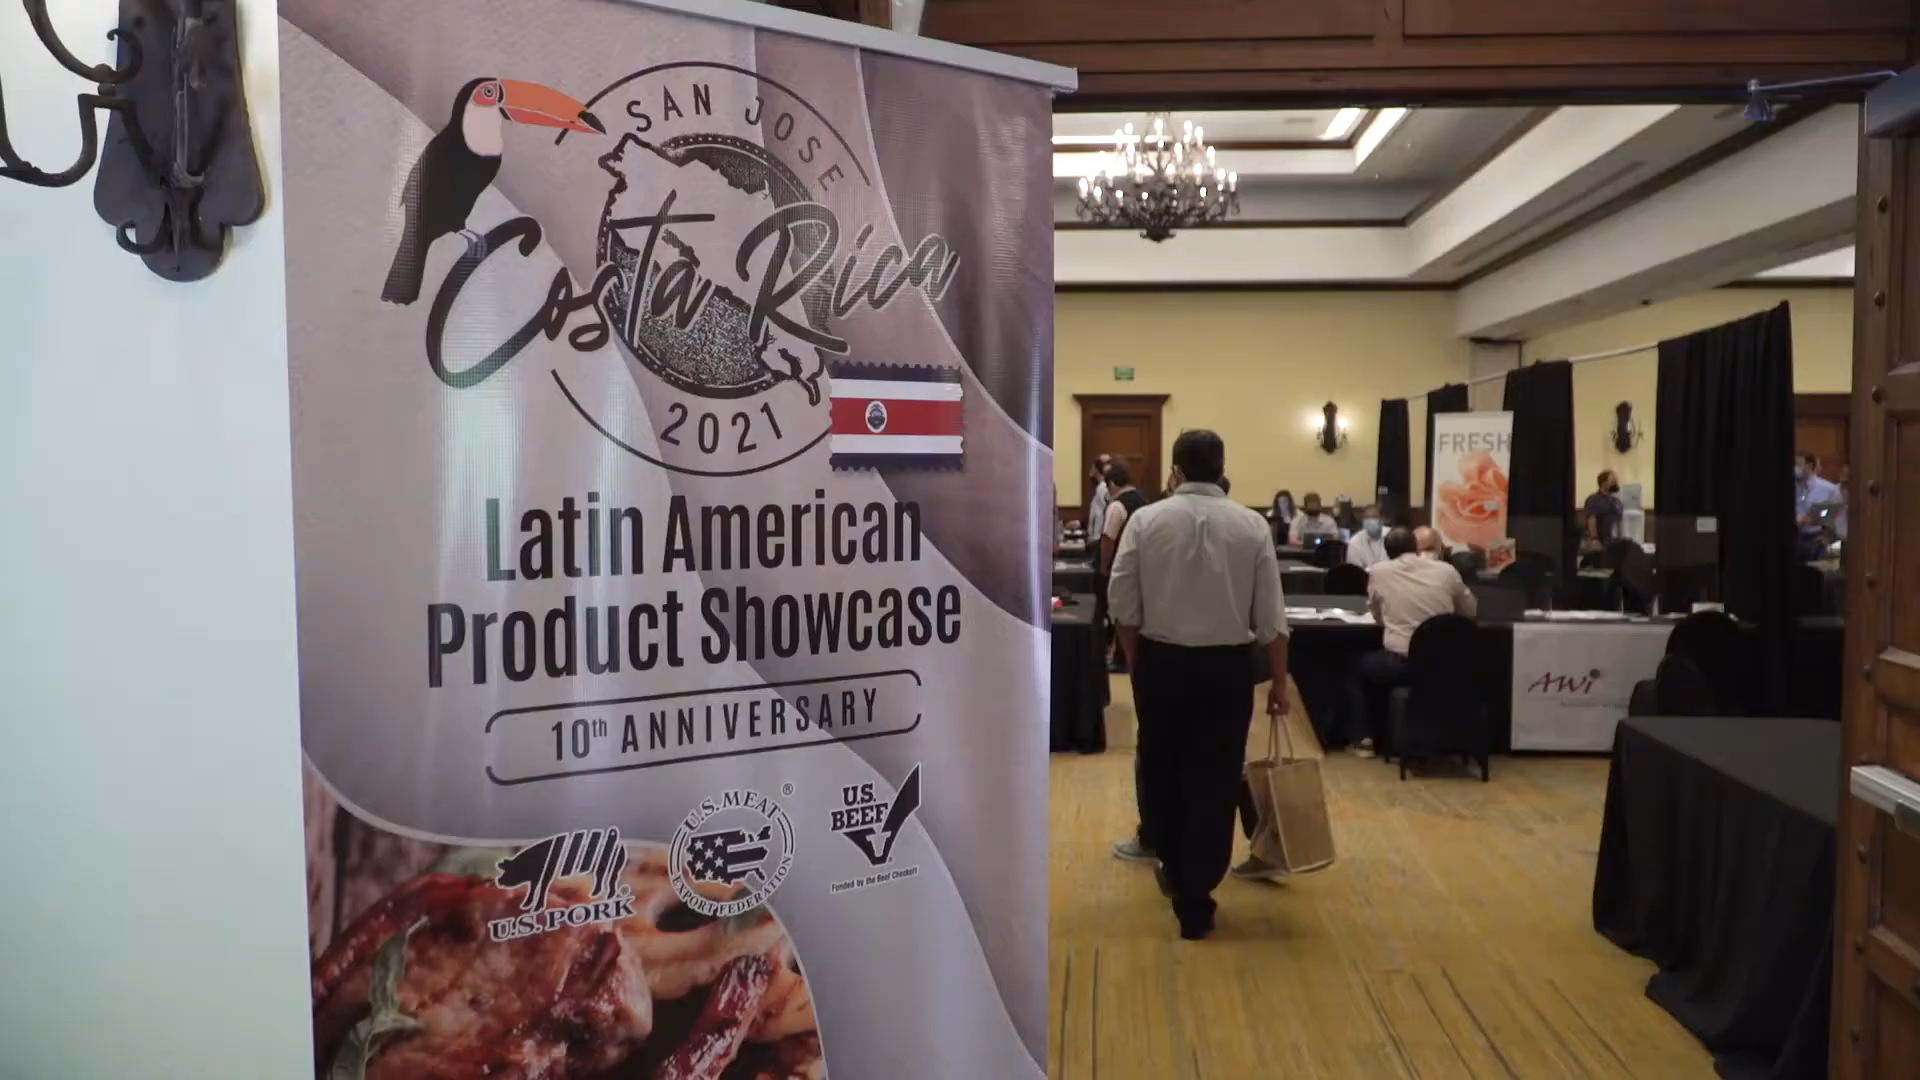 SAN JOSE
Costa Rica
2021
Latin American
Product Showcase
10th ANNIVERSARY
U.S. PORK®
U.S. MEAT ®
EXPORT FEDERATION
U.S.
BEEF
Funded by the Beef Checkoff
FRESH
AWi